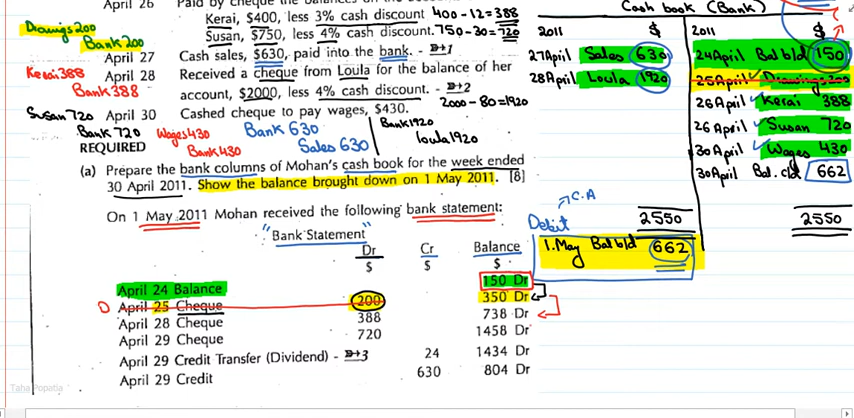 April 26 Paid by cheque the balances on the
Kerai, $400, less 3% cash discount 400-12=388
Susan, $750, less 4% cash discount. 750-30=720
Drawings 200
Bank 200
April 27 Cash sales, $630, paid into the bank.
Kerai 388
April 28 Received a cheque from Loula for the balance of her
Bank 388
account, $2000, less 4% cash discount.
2000-80=1920
Susan 720 April 30 Cashed cheque to pay wages, $430.
Bank 720 Wages 430 Bank 630 Bank 1920
REQUIRED Bank 430 Sales 630 Loula 1920
(a) Prepare the bank columns of Mohan's cash book for the week ended
30 April 2011. Show the balance brought down on 1 May 2011. [8]
On 1 May 2011 Mohan received the following bank statement:
"Bank Statement"
Dr Cr Balance
$ $ $
April 24 Balance 150 Dr
D April 25 Cheque 200 350 Dr
April 28 Cheque 388 738 Dr
April 29 Cheque 720 1458 Dr
April 29 Credit Transfer (Dividend) 24 1434 Dr
April 29 Credit 630 804 Dr
Taha Popatia
Cash book (Bank)
2011 $ 2011 $
27 April Sales 630 24 April Bal b/d 150
28 April Loula 1920 25 April Drawings 200
26 April Kerai 388
26 April Susan 720
30 April Wages 430
30 April Bal. c/d 662
2550 2550
Debit C.A
1. May Bal b/d 662